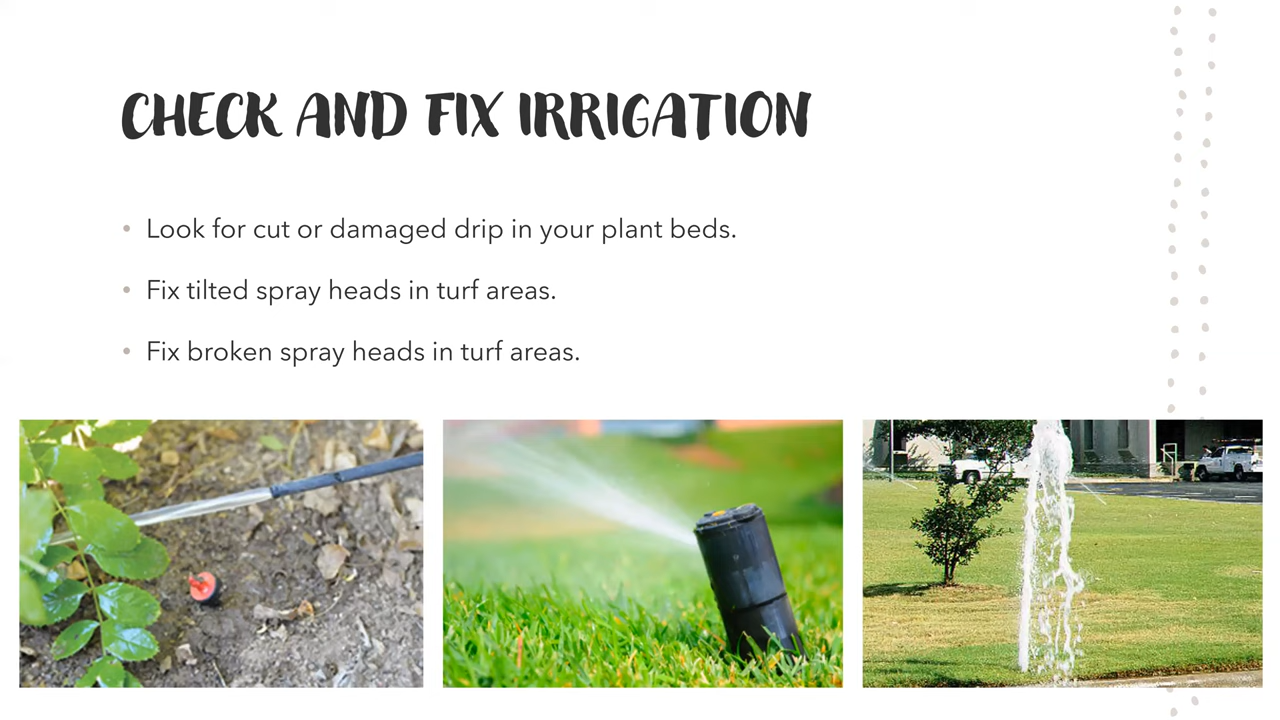 CHECK AND FIX IRRIGATION
• Look for cut or damaged drip in your plant beds.
• Fix tilted spray heads in turf areas.
• Fix broken spray heads in turf areas.